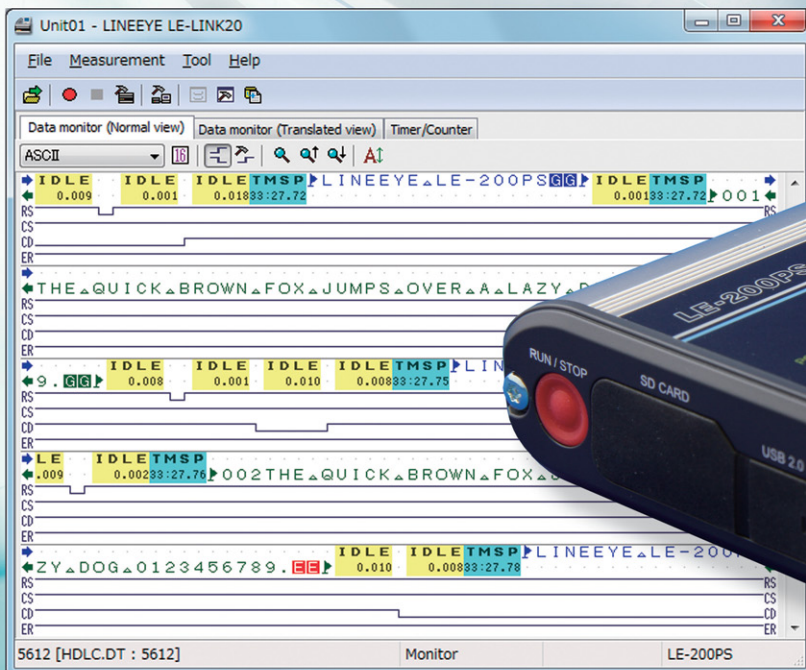 Unit01 - LINEEYE LE-LINK20
File Measurement Tool Help
Data monitor (Normal view) Data monitor (Translated view) Timer/Counter
ASCII 16
IDLE IDLE IDLE TMSP LINEEYE LE-200PS GG IDLE TMSP
0.009 0.001 0.018 33:27.72 0.001 33:27.72 001
RS RS
CS
CD
ER
THE QUICK BROWN FOX JUMPS OVER A LAZY
RS
CS
CD
ER
IDLE IDLE IDLE IDLE TMSP LIN
9. GG 0.008 0.001 0.010 0.008 33:27.75
RS
CS
CD
ER
LE IDLE TMSP
.009 0.002 33:27.76 002THE QUICK BROWN FOX
RS
CS
CD
ER
IDLE IDLE TMSP LINEEYE LE-200
ZY DOG 0123456789. EE 0.010 0.008 33:27.78
RS RS
CS CS
CD CD
ER ER
5612 [HDLC.DT : 5612] Monitor LE-200PS
LE-200PS
RUN / STOP
SD CARD
USB 2.0